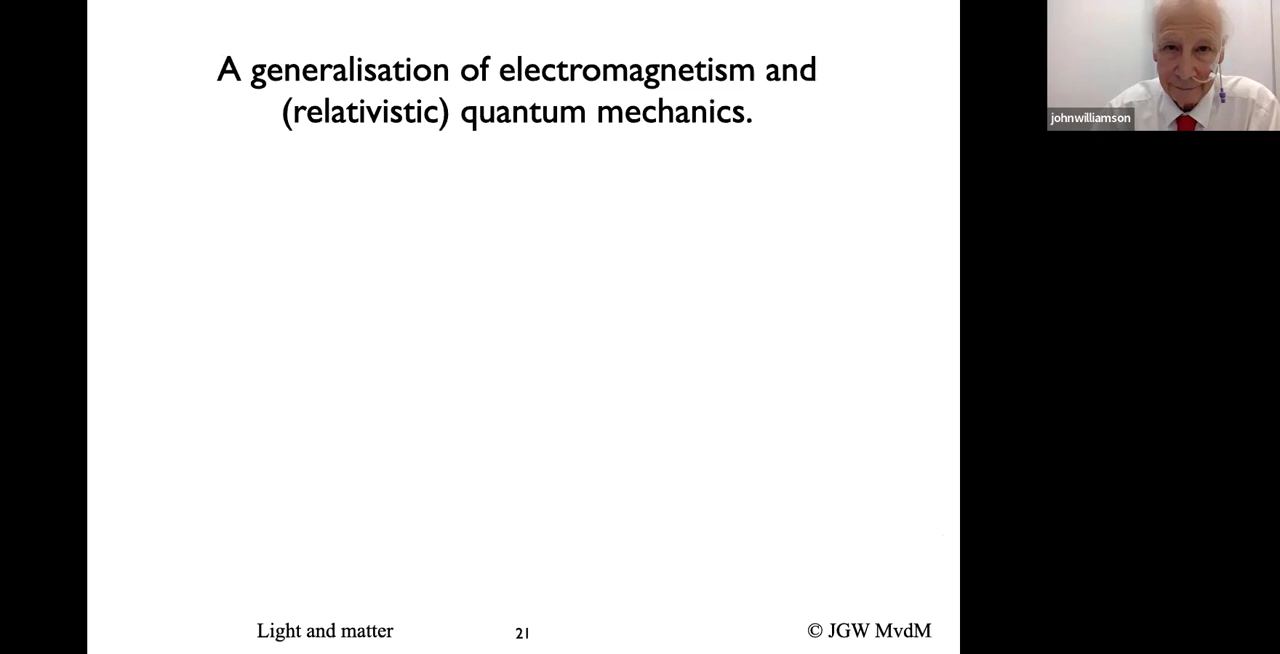 A generalisation of electromagnetism and
(relativistic) quantum mechanics.
johnwilliamson
Light and matter
21
© JGW MvdM